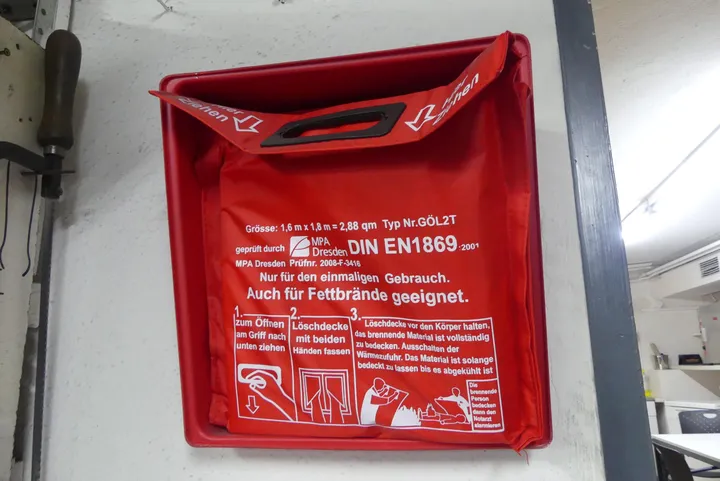 ziehen
ziehen
Grösse: 1,6 m x 1,8 m = 2,88 qm Typ Nr.GÖL2T
geprüft durch MPA Dresden DIN EN1869-2001
MPA Dresden Prüfnr. 2008-F-3416
Nur für den einmaligen Gebrauch.
Auch für Fettbrände geeignet.
1.
zum Öffnen
am Griff nach
unten ziehen
2.
Löschdecke
mit beiden
Händen fassen
3.
Löschdecke vor den Körper halten,
das brennende Material ist vollständig
zu bedecken. Ausschalten der
Wärmezufuhr. Das Material ist solange
bedeckt zu lassen bis es abgekühlt ist
Die
brennende
Person
bedecken
dann den
Notarzt
alarmieren